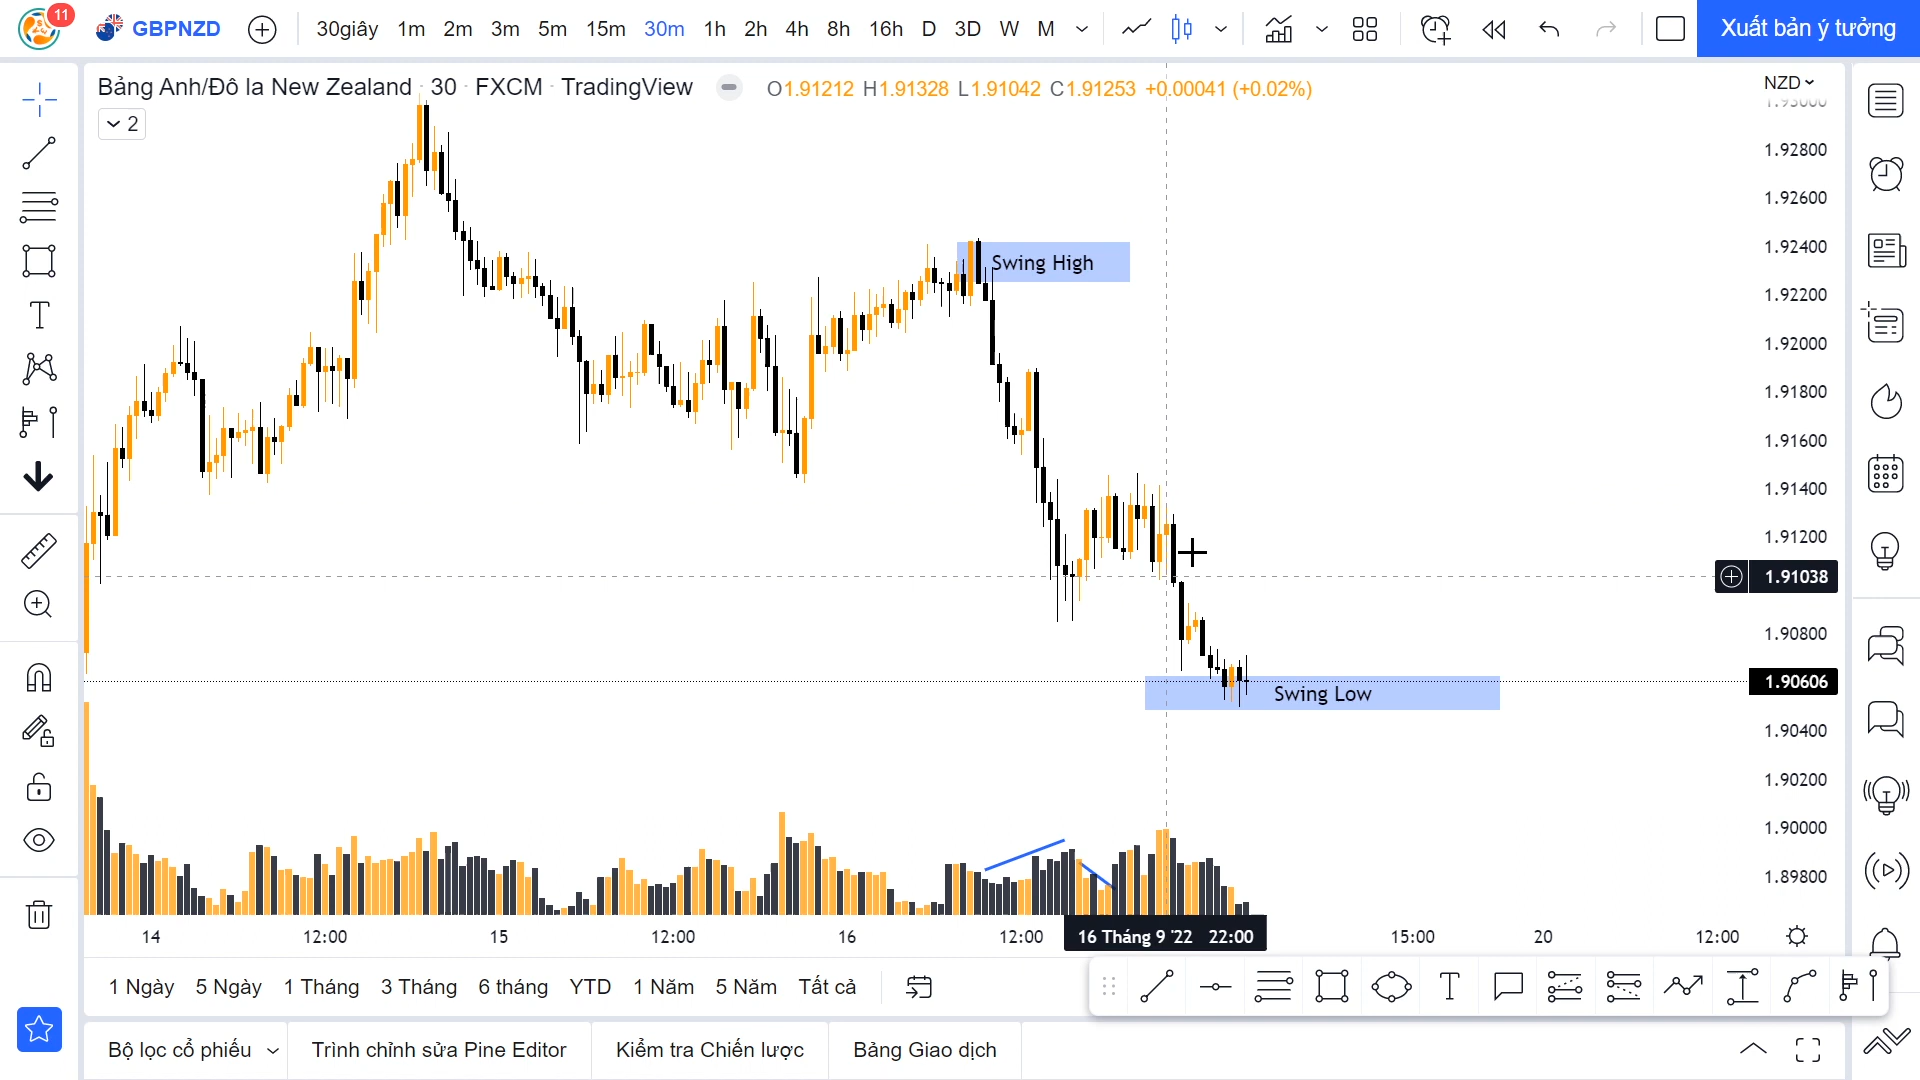 11
GBPNZD
30giây 1m 2m 3m 5m 15m 30m 1h 2h 4h 8h 16h D 3D W M
Xuất bản ý tưởng
Bảng Anh/Đô la New Zealand · 30 · FXCM · TradingView
O1.91212 H1.91328 L1.91042 C1.91253 +0.00041 (+0.02%)
NZD
2
1.93000
1.92800
1.92600
1.92400
Swing High
1.92200
1.92000
1.91800
1.91600
1.91400
1.91200
1.91038
1.90800
1.90606
Swing Low
1.90400
1.90200
1.90000
1.89800
14 12:00 15 12:00 16 12:00 16 Tháng 9 '22 22:00 15:00 20 12:00
1 Ngày 5 Ngày 1 Tháng 3 Tháng 6 tháng YTD 1 Năm 5 Năm Tất cả
Bộ lọc cổ phiếu Trình chỉnh sửa Pine Editor Kiểm tra Chiến lược Bảng Giao dịch